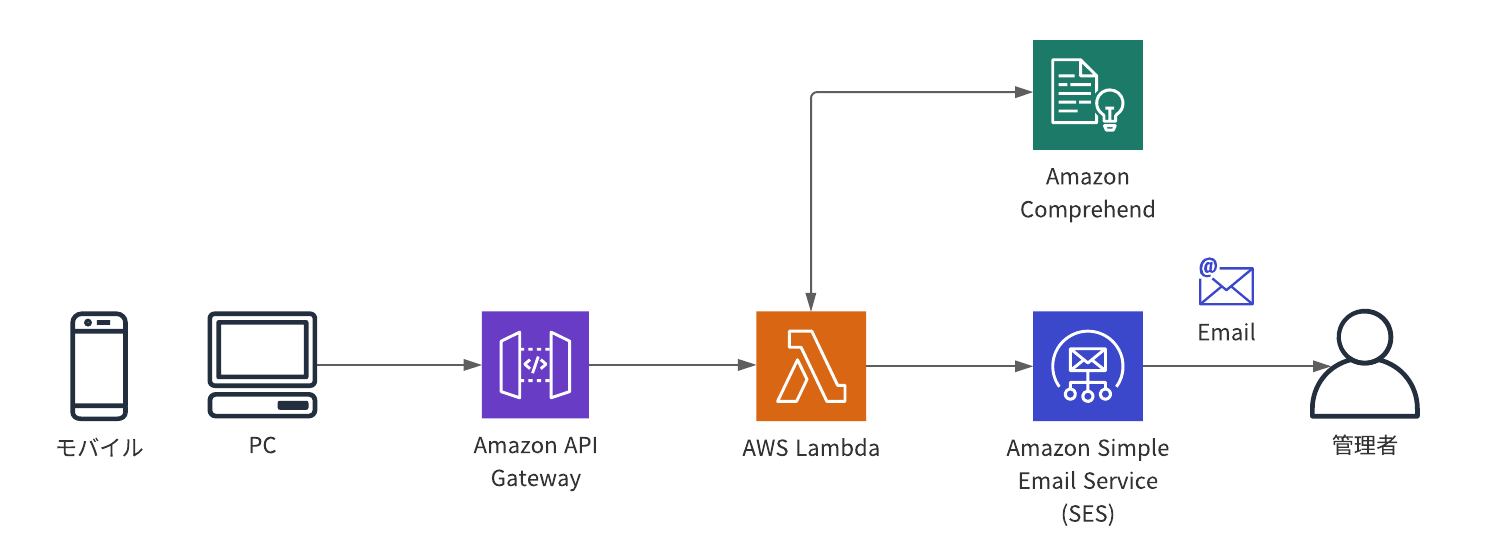 Amazon
Comprehend
Email
モバイル
PC
Amazon API
Gateway
AWS Lambda
Amazon Simple
Email Service
(SES)
管理者
@